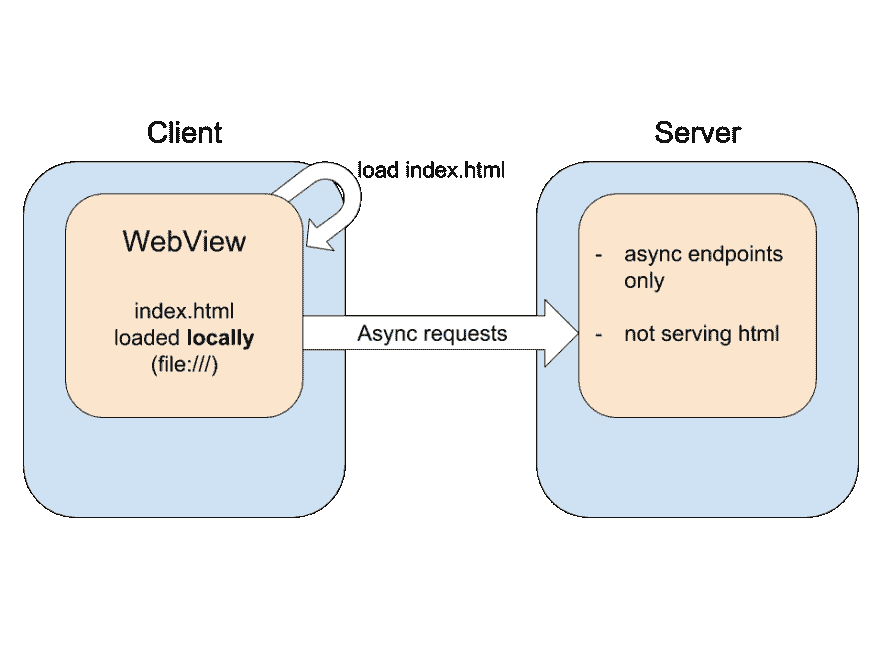 Client
Server
load index.html
WebView
index.html
loaded locally
(file:///)
Async requests
- async endpoints
only
- not serving html